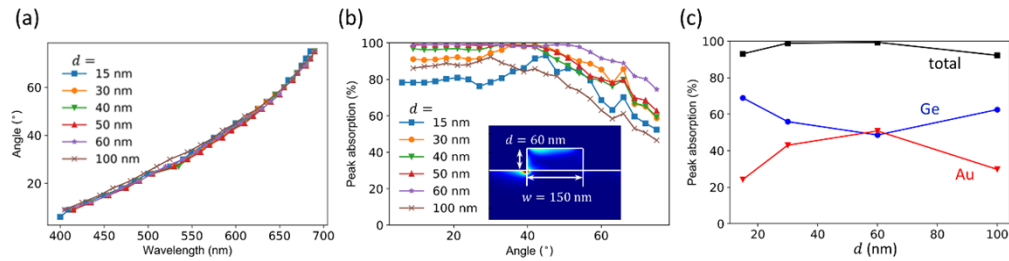 (a)
Angle (°)
60
40
20
d =
15 nm
30 nm
40 nm
50 nm
60 nm
100 nm
400 450 500 550 600 650 700
Wavelength (nm)
(b)
Peak absorption (%)
100
80
60
40
20
0
d =
15 nm
30 nm
40 nm
50 nm
60 nm
100 nm
d = 60 nm
w = 150 nm
0 20 40 60
Angle (°)
(c)
Peak absorption (%)
100
80
60
40
20
0
total
Ge
Au
20 40 60 80 100
d (nm)